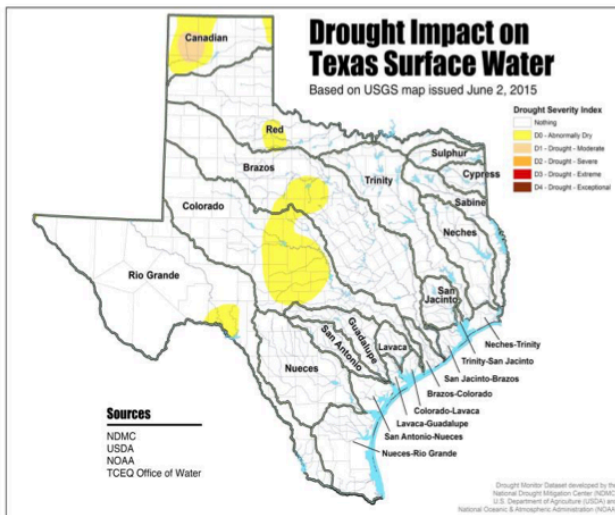 Drought Impact on
Texas Surface Water
Based on USGS map issued June 2, 2015
Drought Severity Index
Nothing
D0 - Abnormally Dry
D1 - Drought - Moderate
D2 - Drought - Severe
D3 - Drought - Extreme
D4 - Drought - Exceptional
Canadian
Red
Brazos
Sulphur
Cypress
Trinity
Sabine
Colorado
Neches
Rio Grande
San
Jacinto
Guadalupe
San Antonio
Lavaca
Nueces
Neches-Trinity
Trinity-San Jacinto
San Jacinto-Brazos
Brazos-Colorado
Colorado-Lavaca
Lavaca-Guadalupe
San Antonio-Nueces
Nueces-Rio Grande
Sources
NDMC
USDA
NOAA
TCEQ Office of Water
Drought Monitor Dataset developed by the
National Drought Mitigation Center (NDMC
U.S. Department of Agriculture (USDA) and
National Oceanic & Atmospheric Administration (NOAA